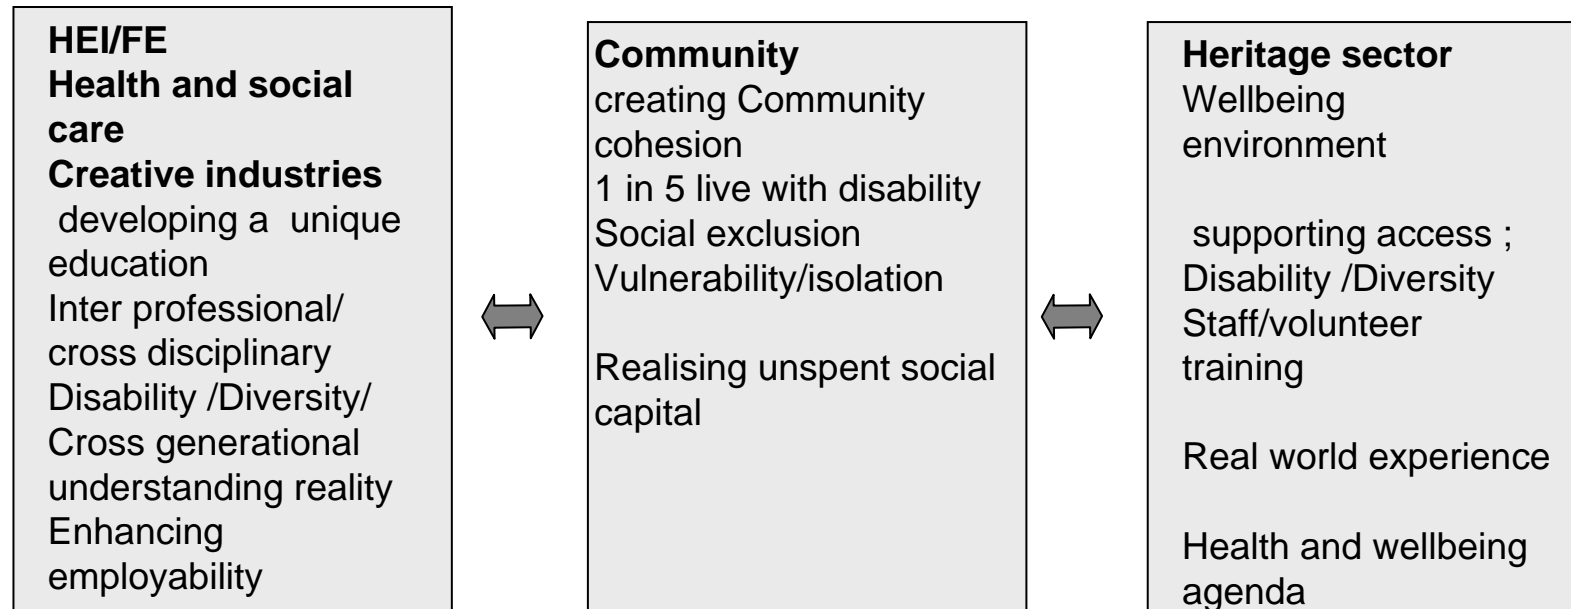 HEI/FE
Health and social
care
Creative industries
developing a unique
education
Inter professional/
cross disciplinary
Disability /Diversity/
Cross generational
understanding reality
Enhancing
employability
Community
creating Community
cohesion
1 in 5 live with disability
Social exclusion
Vulnerability/isolation
Realising unspent social
capital
Heritage sector
Wellbeing
environment
supporting access ;
Disability /Diversity
Staff/volunteer
training
Real world experience
Health and wellbeing
agenda